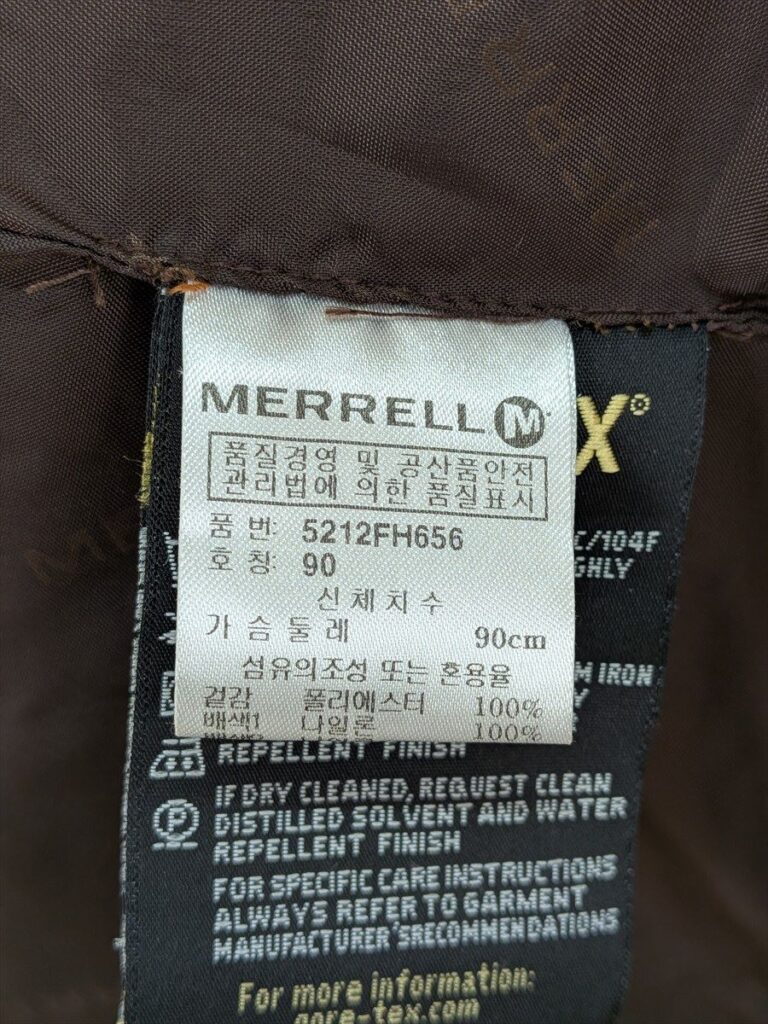 MERRELL M
품질경영 및 공산품안전
관리법에 의한 품질표시
품 번: 5212FH656
호 칭: 90
신체치수
가슴둘레 90cm
섬유의조성 또는 혼용율
겉감 폴리에스터 100%
배색1 나일론 100%
X
C/104F
M IRON
REPELLENT FINISH
IF DRY CLEANED, REQUEST CLEAN
DISTILLED SOLVENT AND WATER
REPELLENT FINISH
FOR SPECIFIC CARE INSTRUCTIONS
ALWAYS REFER TO GARMENT
MANUFACTURER'SRECOMMENDATIONS
For more information:
gore-tex.com